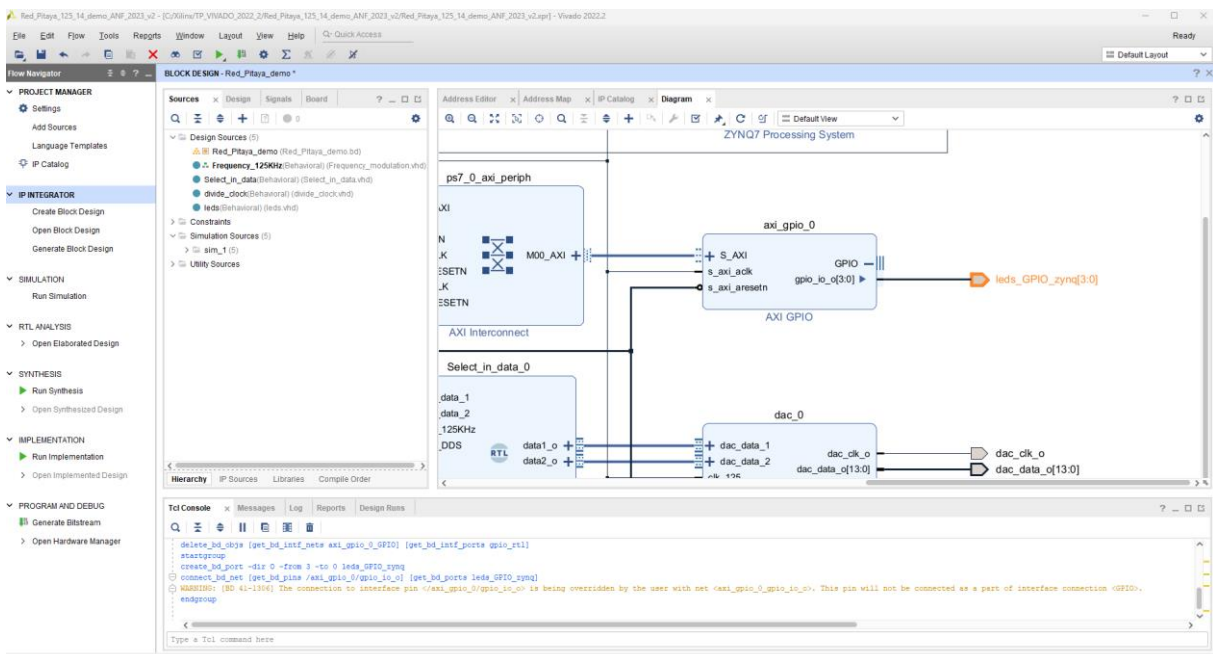 Red_Pitaya_125_14_demo_ANF_2023_v2 - [C:/Xilinx/TP_VIVADO_2022_2/Red_Pitaya_125_14_demo_ANF_2023_v2/Red_Pitaya_125_14_demo_ANF_2023_v2.xpr] - Vivado 2022.2
File Edit Flow Tools Reports Window Layout View Help Quick Access
Ready
Default Layout
Flow Navigator
BLOCK DESIGN - Red_Pitaya_demo *
PROJECT MANAGER
Settings
Add Sources
Language Templates
IP Catalog
IP INTEGRATOR
Create Block Design
Open Block Design
Generate Block Design
SIMULATION
Run Simulation
RTL ANALYSIS
Open Elaborated Design
SYNTHESIS
Run Synthesis
Open Synthesized Design
IMPLEMENTATION
Run Implementation
Open Implemented Design
PROGRAM AND DEBUG
Generate Bitstream
Open Hardware Manager
Sources Design Signals Board
0
Design Sources (5)
Red_Pitaya_demo (Red_Pitaya_demo.bd)
Frequency_125KHz(Behavioral) (Frequency_modulation.vhd)
Select_in_data(Behavioral) (Select_in_data.vhd)
divide_clock(Behavioral) (divide_clock.vhd)
leds(Behavioral) (leds.vhd)
Constraints
Simulation Sources (5)
sim_1 (5)
Utility Sources
Hierarchy IP Sources Libraries Compile Order
Address Editor Address Map IP Catalog Diagram
Default View
ZYNQ7 Processing System
ps7_0_axi_periph
M00_AXI
ESETN
ESETN
AXI Interconnect
axi_gpio_0
S_AXI
s_axi_aclk
s_axi_aresetn
GPIO
gpio_io_o[3:0]
AXI GPIO
leds_GPIO_zynq[3:0]
Select_in_data_0
_data_1
_data_2
_125KHz
_DDS
RTL
data1_o
data2_o
dac_0
dac_data_1
dac_data_2
clk_125
dac_clk_o
dac_data_o[13:0]
dac_clk_o
dac_data_o[13:0]
Tcl Console Messages Log Reports Design Runs
delete_bd_objs [get_bd_intf_nets axi_gpio_0_GPIO] [get_bd_intf_ports gpio_rtl]
startgroup
create_bd_port -dir O -from 3 -to 0 leds_GPIO_zynq
connect_bd_net [get_bd_pins /axi_gpio_0/gpio_io_o] [get_bd_ports leds_GPIO_zynq]
WARNING: [BD 41-1306] The connection to interface pin </axi_gpio_0/gpio_io_o> is being overridden by the user with net <axi_gpio_0_gpio_io_o>. This pin will not be connected as a part of interface connection <GPIO>.
endgroup
Type a Tcl command here